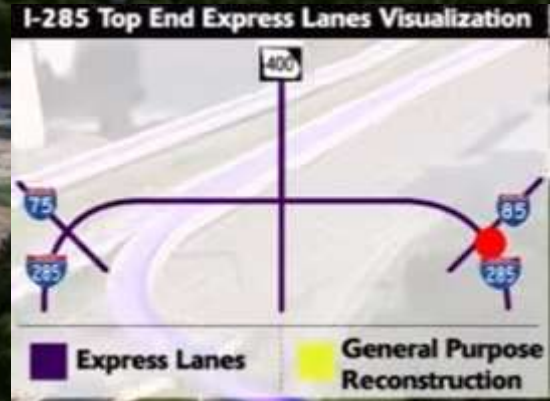 I-285 Top End Express Lanes Visualization
400
75
85
285
285
Express Lanes
General Purpose
Reconstruction